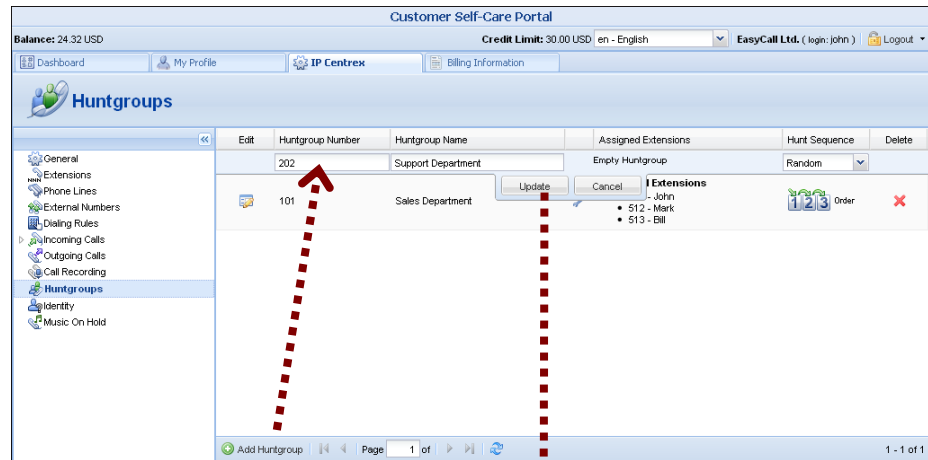 Customer Self-Care Portal
Balance: 24.32 USD Credit Limit: 30.00 USD en - English EasyCall Ltd. ( login: john ) Logout
Dashboard My Profile IP Centrex Billing Information
Huntgroups
Edit Huntgroup Number Huntgroup Name Assigned Extensions Hunt Sequence Delete
202 Support Department Empty Huntgroup Random
Update Cancel
101 Sales Department Extensions 123 Order
- John
512 - Mark
513 - Bill
General
Extensions
Phone Lines
External Numbers
Dialing Rules
Incoming Calls
Outgoing Calls
Call Recording
Huntgroups
Identity
Music On Hold
Add Huntgroup Page 1 of 1 - 1 of 1